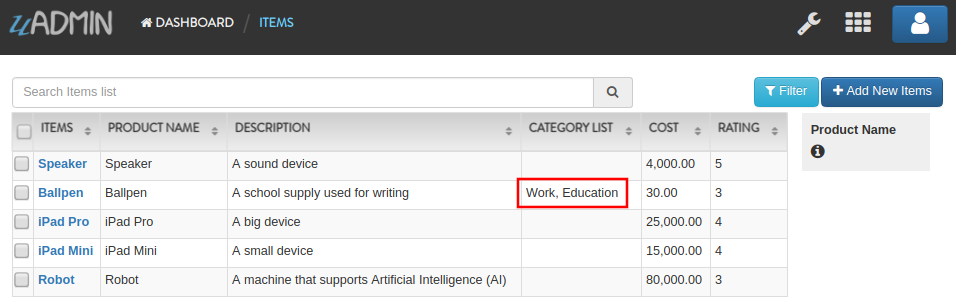 uADMIN DASHBOARD / ITEMS
Search Items list Filter Add New Items
ITEMS PRODUCT NAME DESCRIPTION CATEGORY LIST COST RATING Product Name
Speaker Speaker A sound device 4,000.00 5
Ballpen Ballpen A school supply used for writing Work, Education 30.00 3
iPad Pro iPad Pro A big device 25,000.00 4
iPad Mini iPad Mini A small device 15,000.00 4
Robot Robot A machine that supports Artificial Intelligence (AI) 80,000.00 3